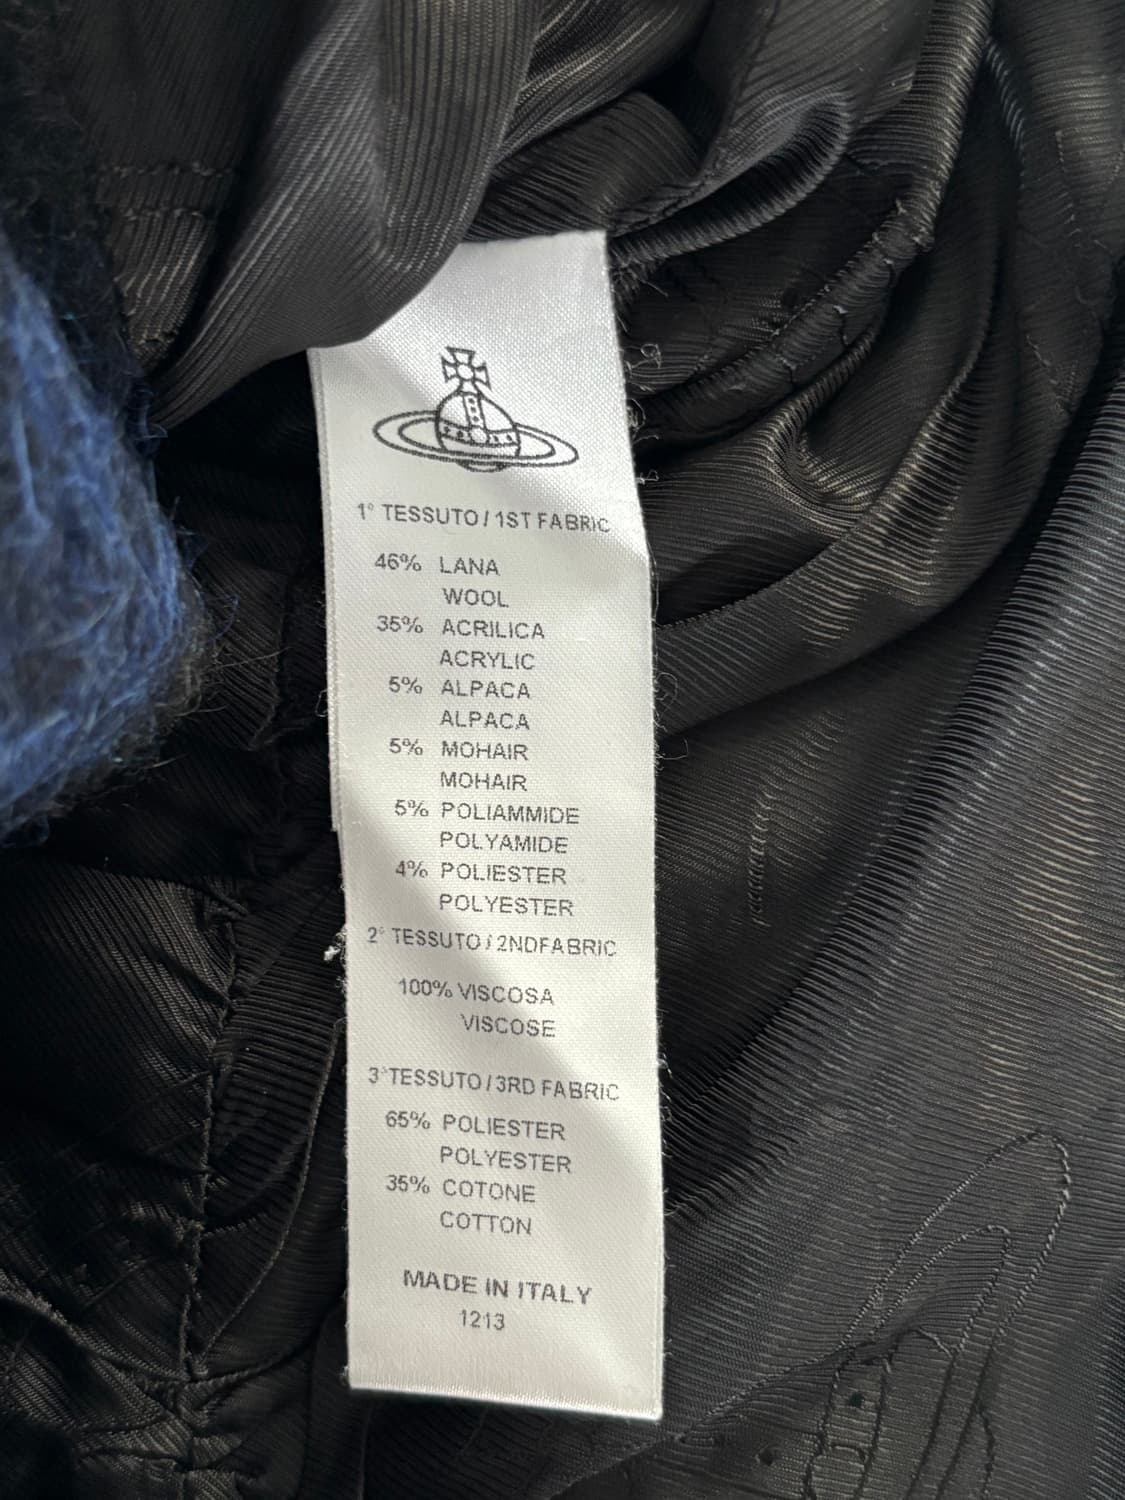 1° TESSUTO / 1ST FABRIC
46% LANA
WOOL
35% ACRILICA
ACRYLIC
5% ALPACA
ALPACA
5% MOHAIR
MOHAIR
5% POLIAMMIDE
POLYAMIDE
4% POLIESTER
POLYESTER
2° TESSUTO / 2NDFABRIC
100% VISCOSA
VISCOSE
3° TESSUTO / 3RD FABRIC
65% POLIESTER
POLYESTER
35% COTONE
COTTON
MADE IN ITALY
1213